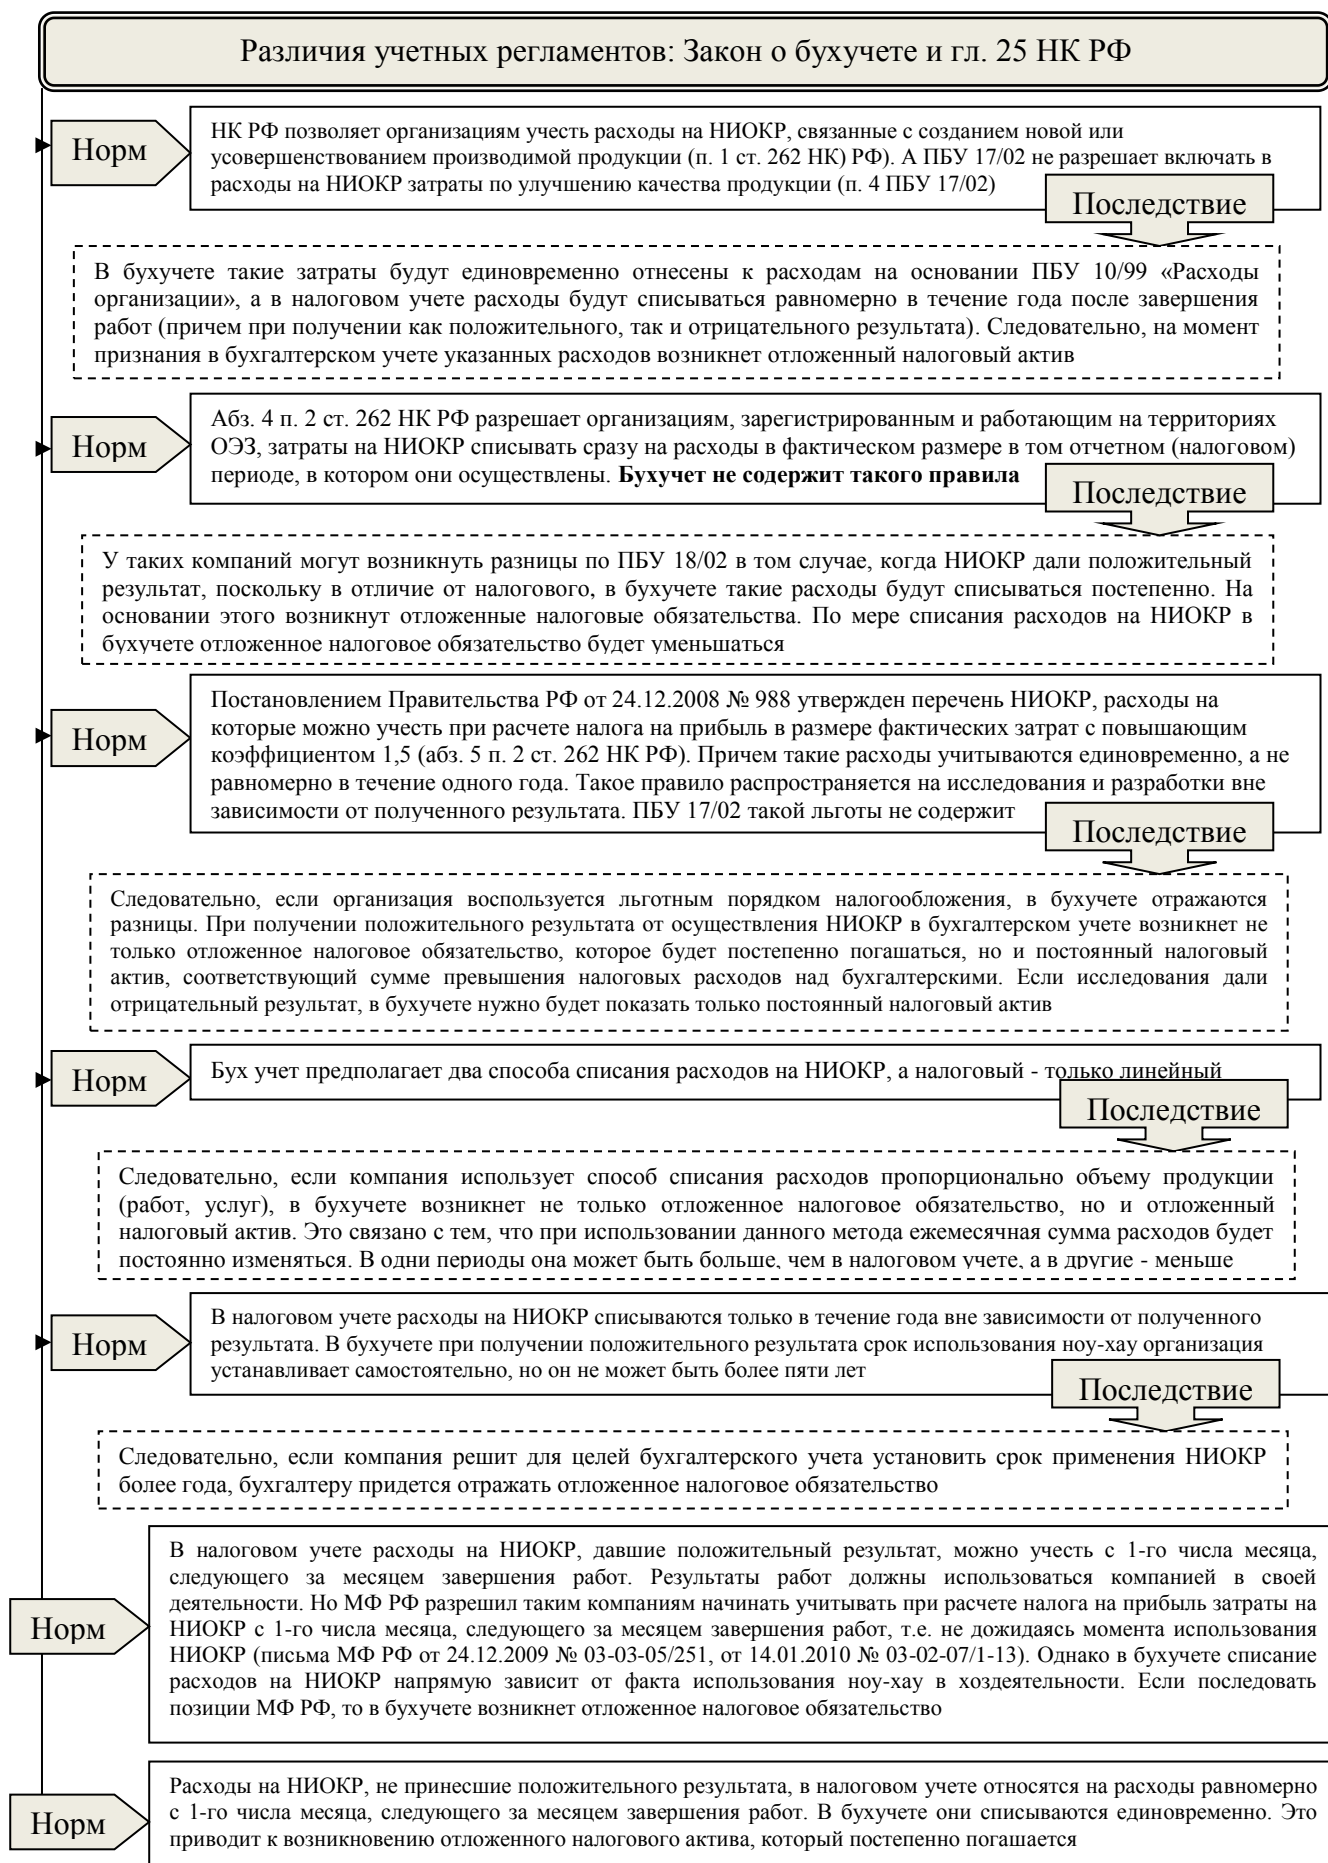 Различия учетных регламентов: Закон о бухучете и гл. 25 НК РФ
Норм
НК РФ позволяет организациям учесть расходы на НИОКР, связанные с созданием новой или
усовершенствованием производимой продукции (п. 1 ст. 262 НК) РФ). А ПБУ 17/02 не разрешает включать в
расходы на НИОКР затраты по улучшению качества продукции (п. 4 ПБУ 17/02)
Последствие
В бухучете такие затраты будут единовременно отнесены к расходам на основании ПБУ 10/99 «Расходы
организации», а в налоговом учете расходы будут списываться равномерно в течение года после завершения
работ (причем при получении как положительного, так и отрицательного результата). Следовательно, на момент
признания в бухгалтерском учете указанных расходов возникнет отложенный налоговый актив
Норм
Абз. 4 п. 2 ст. 262 НК РФ разрешает организациям, зарегистрированным и работающим на территориях
ОЭЗ, затраты на НИОКР списывать сразу на расходы в фактическом размере в том отчетном (налоговом)
периоде, в котором они осуществлены. Бухучет не содержит такого правила
Последствие
У таких компаний могут возникнуть разницы по ПБУ 18/02 в том случае, когда НИОКР дали положительный
результат, поскольку в отличие от налогового, в бухучете такие расходы будут списываться постепенно. На
основании этого возникнут отложенные налоговые обязательства. По мере списания расходов на НИОКР в
бухучете отложенное налоговое обязательство будет уменьшаться
Норм
Постановлением Правительства РФ от 24.12.2008 № 988 утвержден перечень НИОКР, расходы на
которые можно учесть при расчете налога на прибыль в размере фактических затрат с повышающим
коэффициентом 1,5 (абз. 5 п. 2 ст. 262 НК РФ). Причем такие расходы учитываются единовременно, а не
равномерно в течение одного года. Такое правило распространяется на исследования и разработки вне
зависимости от полученного результата. ПБУ 17/02 такой льготы не содержит
Последствие
Следовательно, если организация воспользуется льготным порядком налогообложения, в бухучете отражаются
разницы. При получении положительного результата от осуществления НИОКР в бухгалтерском учете возникнет не
только отложенное налоговое обязательство, которое будет постепенно погашаться, но и постоянный налоговый
актив, соответствующий сумме превышения налоговых расходов над бухгалтерскими. Если исследования дали
отрицательный результат, в бухучете нужно будет показать только постоянный налоговый актив
Норм
Бух учет предполагает два способа списания расходов на НИОКР, а налоговый - только линейный
Последствие
Следовательно, если компания использует способ списания расходов пропорционально объему продукции
(работ, услуг), в бухучете возникнет не только отложенное налоговое обязательство, но и отложенный
налоговый актив. Это связано с тем, что при использовании данного метода ежемесячная сумма расходов будет
постоянно изменяться. В одни периоды она может быть больше, чем в налоговом учете, а в другие - меньше
Норм
В налоговом учете расходы на НИОКР списываются только в течение года вне зависимости от полученного
результата. В бухучете при получении положительного результата срок использования ноу-хау организация
устанавливает самостоятельно, но он не может быть более пяти лет
Последствие
Следовательно, если компания решит для целей бухгалтерского учета установить срок применения НИОКР
более года, бухгалтеру придется отражать отложенное налоговое обязательство
Норм
В налоговом учете расходы на НИОКР, давшие положительный результат, можно учесть с 1-го числа месяца,
следующего за месяцем завершения работ. Результаты работ должны использоваться компанией в своей
деятельности. Но МФ РФ разрешил таким компаниям начинать учитывать при расчете налога на прибыль затраты на
НИОКР с 1-го числа месяца, следующего за месяцем завершения работ, т.е. не дожидаясь момента использования
НИОКР (письма МФ РФ от 24.12.2009 № 03-03-05/251, от 14.01.2010 № 03-02-07/1-13). Однако в бухучете списание
расходов на НИОКР напрямую зависит от факта использования ноу-хау в хоздеятельности. Если последовать
позиции МФ РФ, то в бухучете возникнет отложенное налоговое обязательство
Норм
Расходы на НИОКР, не принесшие положительного результата, в налоговом учете относятся на расходы равномерно
с 1-го числа месяца, следующего за месяцем завершения работ. В бухучете они списываются единовременно. Это
приводит к возникновению отложенного налогового актива, который постепенно погашается